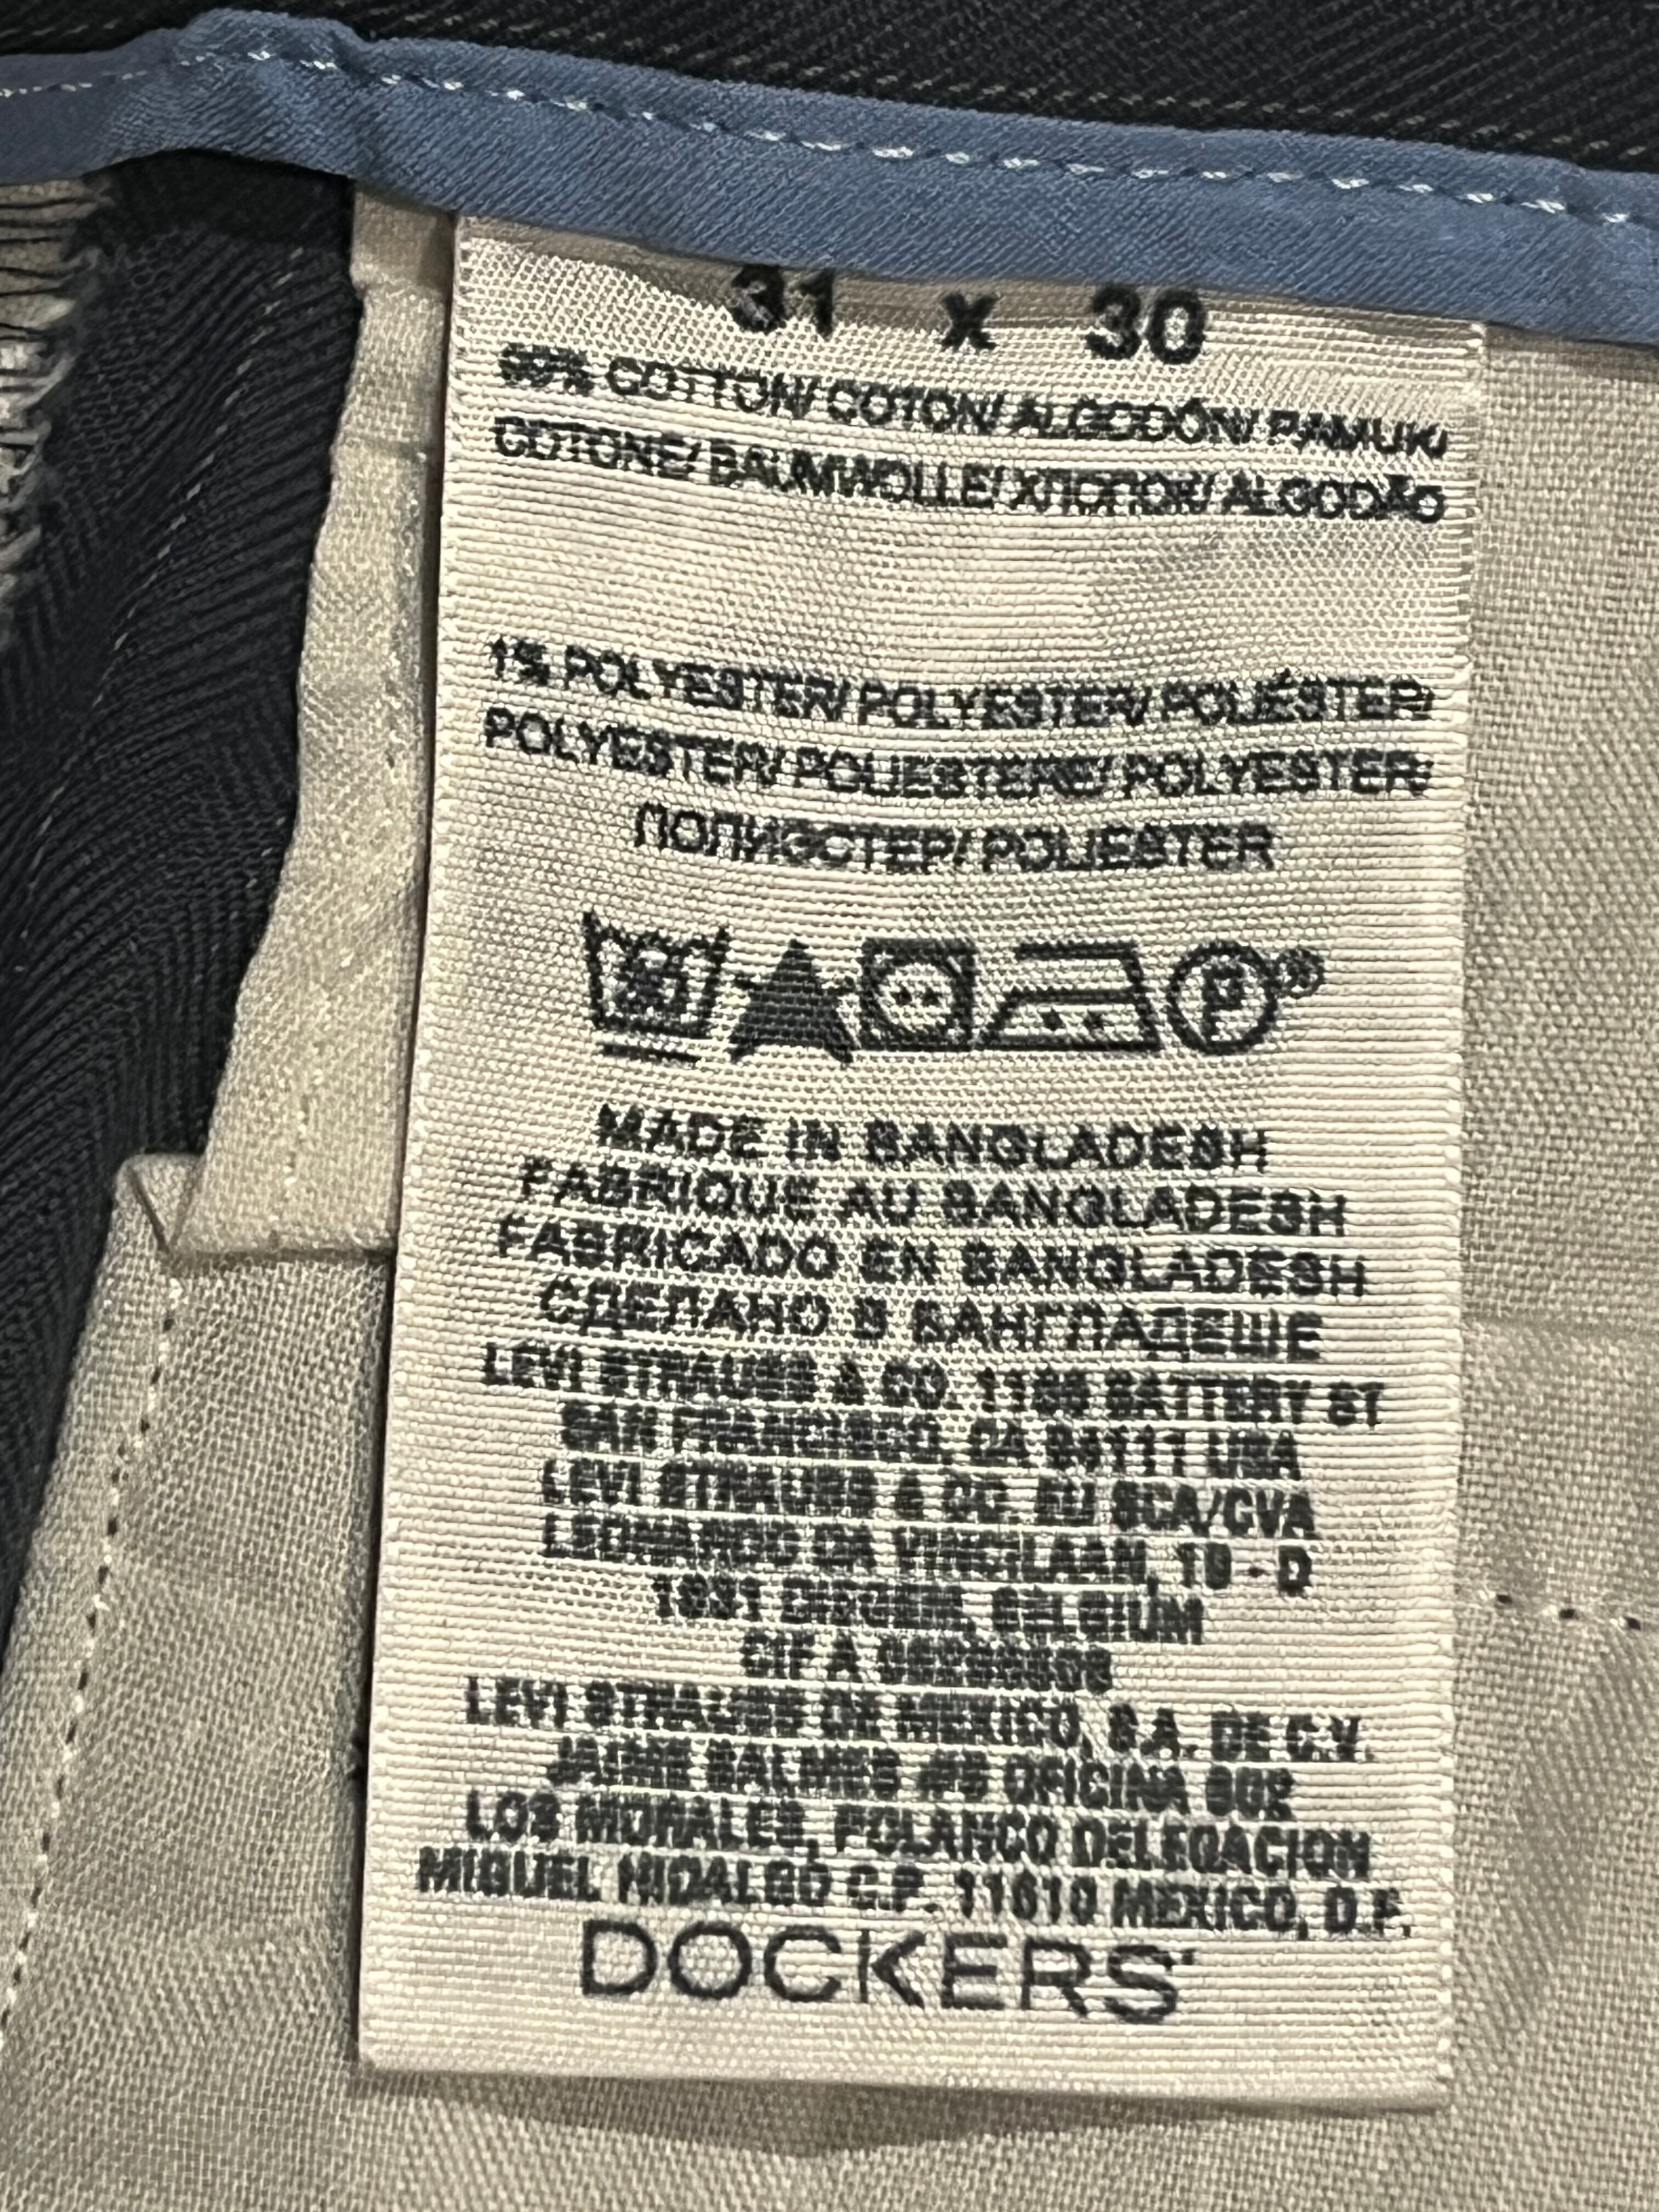 31 x 30
99% COTTON/ COTON/ ALGODÓN/ PAMUK/
COTONE/ BAUMWOLLE/ ХЛОПОК/ ALGODÃO
1% POLYESTER/ POLYESTER/ POLIÉSTER/
POLYESTER/ POLIESTERE/ POLYESTER/
ПОЛИЭСТЕР/ POLIESTER
P
MADE IN BANGLADESH
FABRIQUE AU BANGLADESH
FABRICADO EN BANGLADESH
СДЕЛАНО В БАНГЛАДЕШЕ
LEVI STRAUSS & CO. 1155 BATTERY ST
SAN FRANCISCO, CA 94111 USA
LEVI STRAUSS & CO. EU SCA/CVA
LEONARDO DA VINCILAAN, 19 - D
1831 DIEGEM, BELGIUM
CIF A
LEVI STRAUSS DE MEXICO, S.A. DE C.V.
JAIME BALMES #8 OFICINA 802
LOS MORALES, POLANCO DELEGACION
MIGUEL HIDALGO C.P. 11510 MEXICO, D.F.
DOCKERS